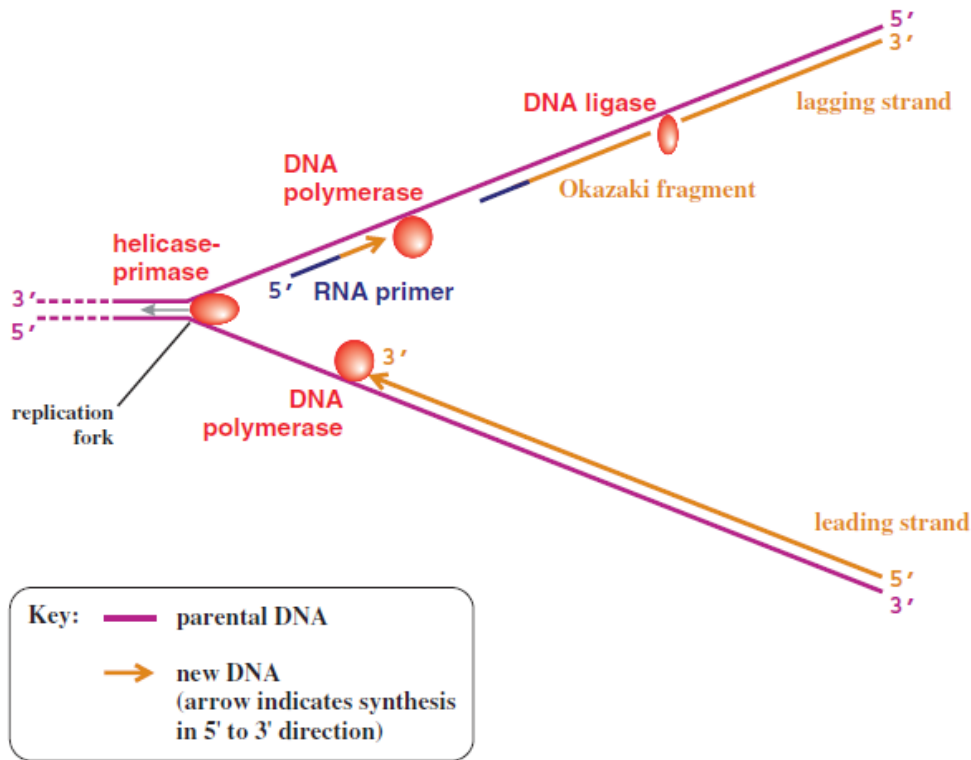 5′
3′
DNA ligase
lagging strand
DNA
polymerase
Okazaki fragment
helicase-
primase
5′
RNA primer
3′
5′
3′
replication
fork
DNA
polymerase
leading strand
5′
3′
Key:
parental DNA
new DNA
(arrow indicates synthesis
in 5' to 3' direction)